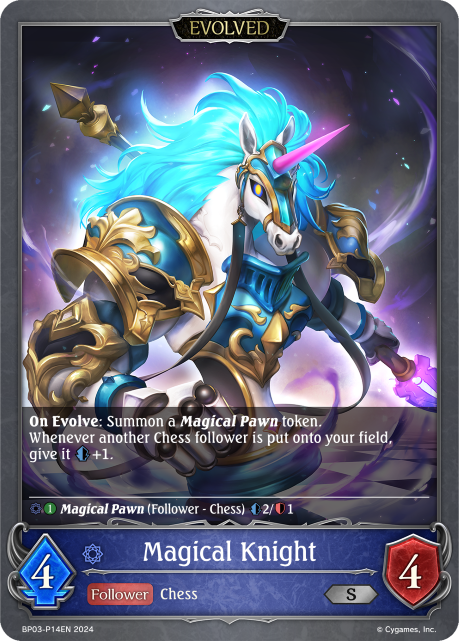 EVOLVED
On Evolve: Summon a Magical Pawn token.
Whenever another Chess follower is put onto your field,
give it +1.
1 Magical Pawn (Follower - Chess) 2/ 1
Magical Knight
4
Follower Chess
S
4
BP03-P14EN 2024
© Cygames, Inc.